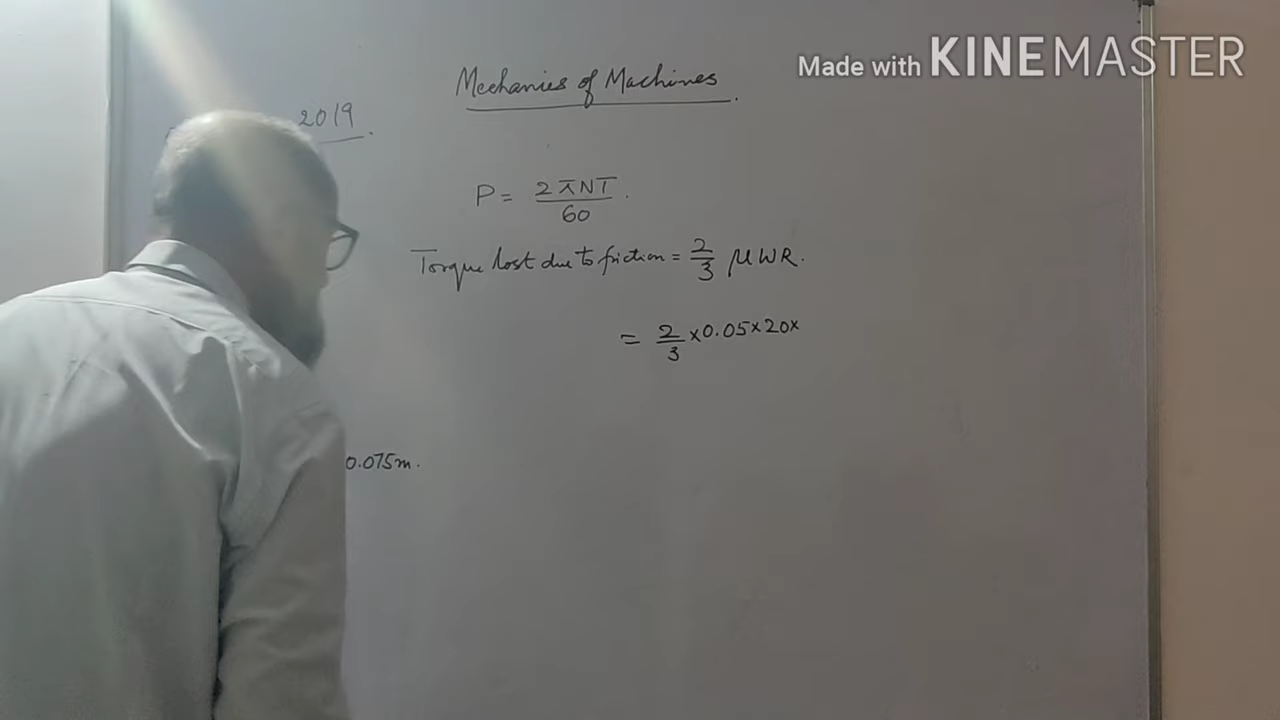 Made with KINEMASTER
Mechanics of Machines.
2019.
P = 2πNT/60.
Torque lost due to friction = 2/3 μWR.
= 2/3 × 0.05 × 20 ×
0.075m.